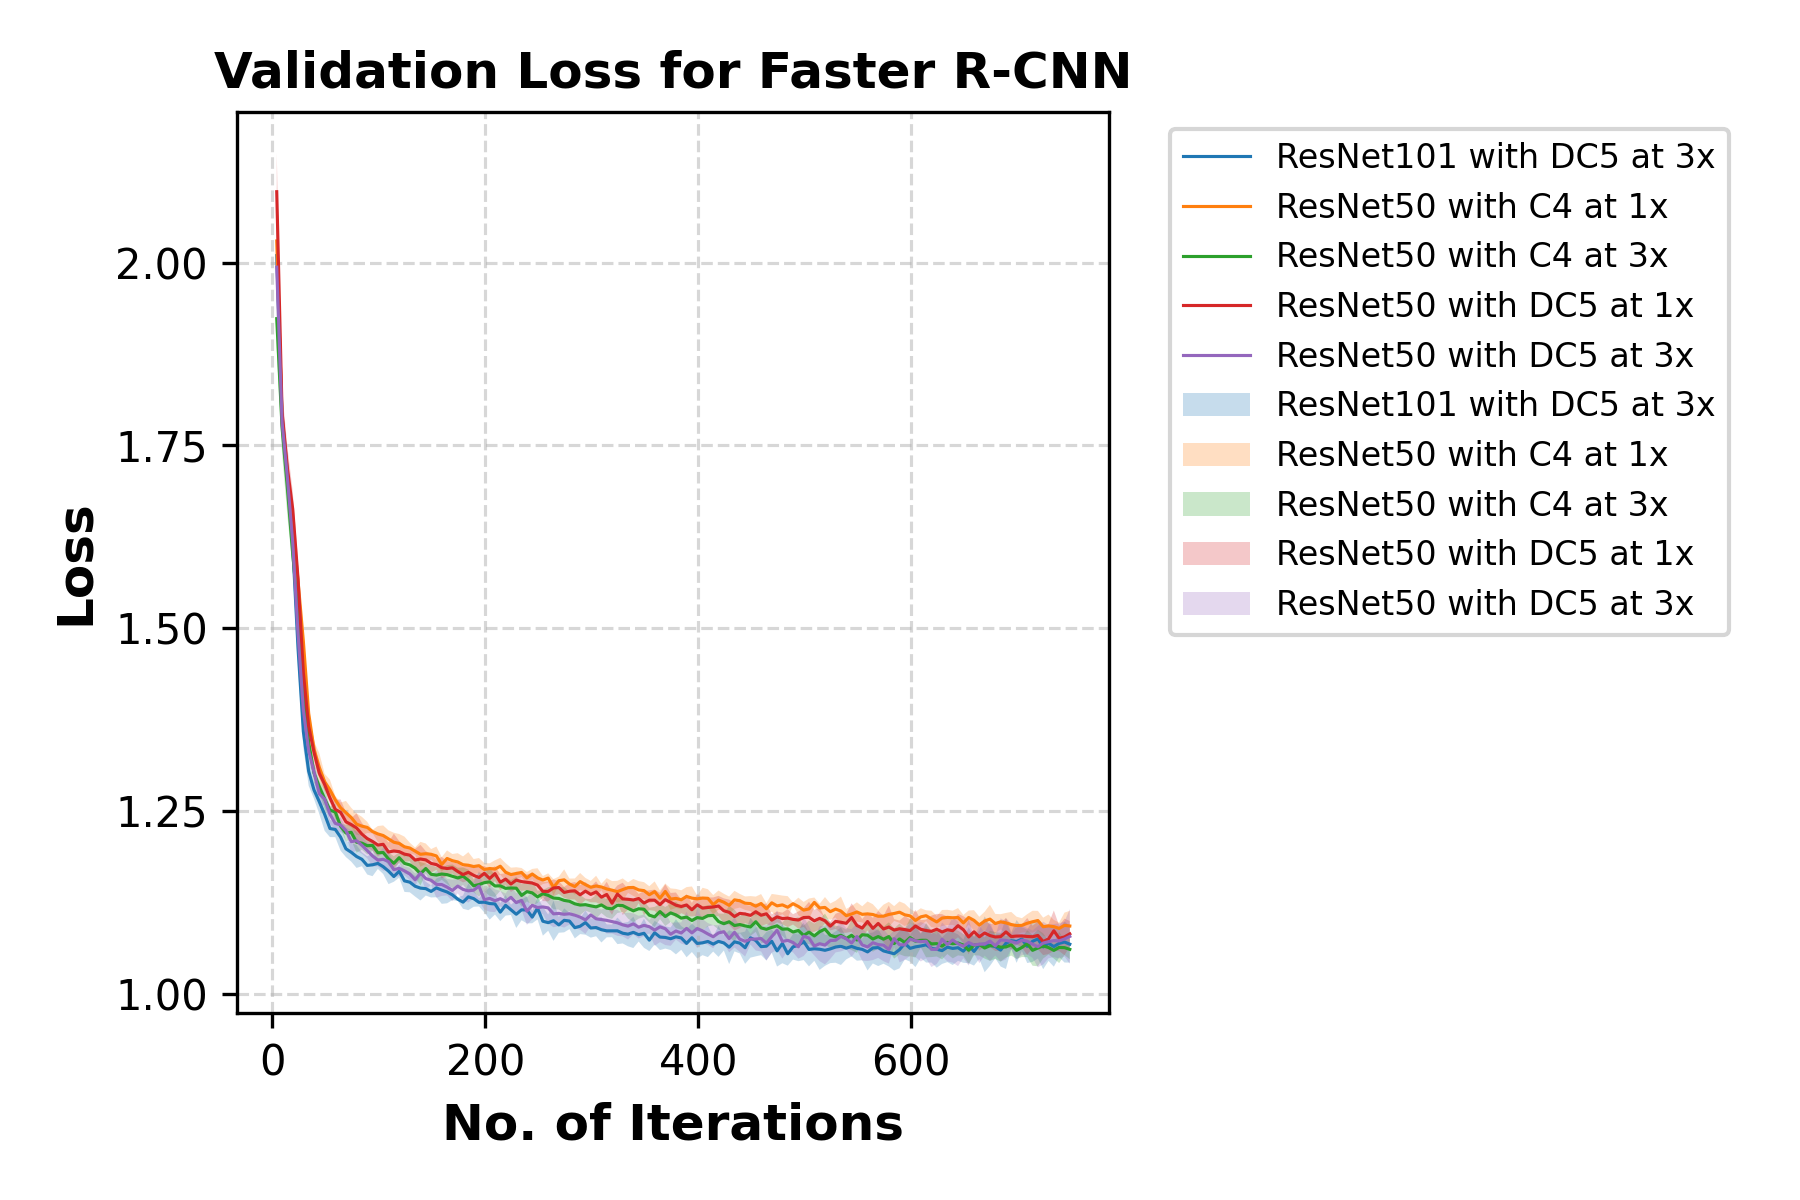 Validation Loss for Faster R-CNN
Loss
2.00
1.75
1.50
1.25
1.00
0
200
400
600
No. of Iterations
ResNet101 with DC5 at 3x
ResNet50 with C4 at 1x
ResNet50 with C4 at 3x
ResNet50 with DC5 at 1x
ResNet50 with DC5 at 3x
ResNet101 with DC5 at 3x
ResNet50 with C4 at 1x
ResNet50 with C4 at 3x
ResNet50 with DC5 at 1x
ResNet50 with DC5 at 3x